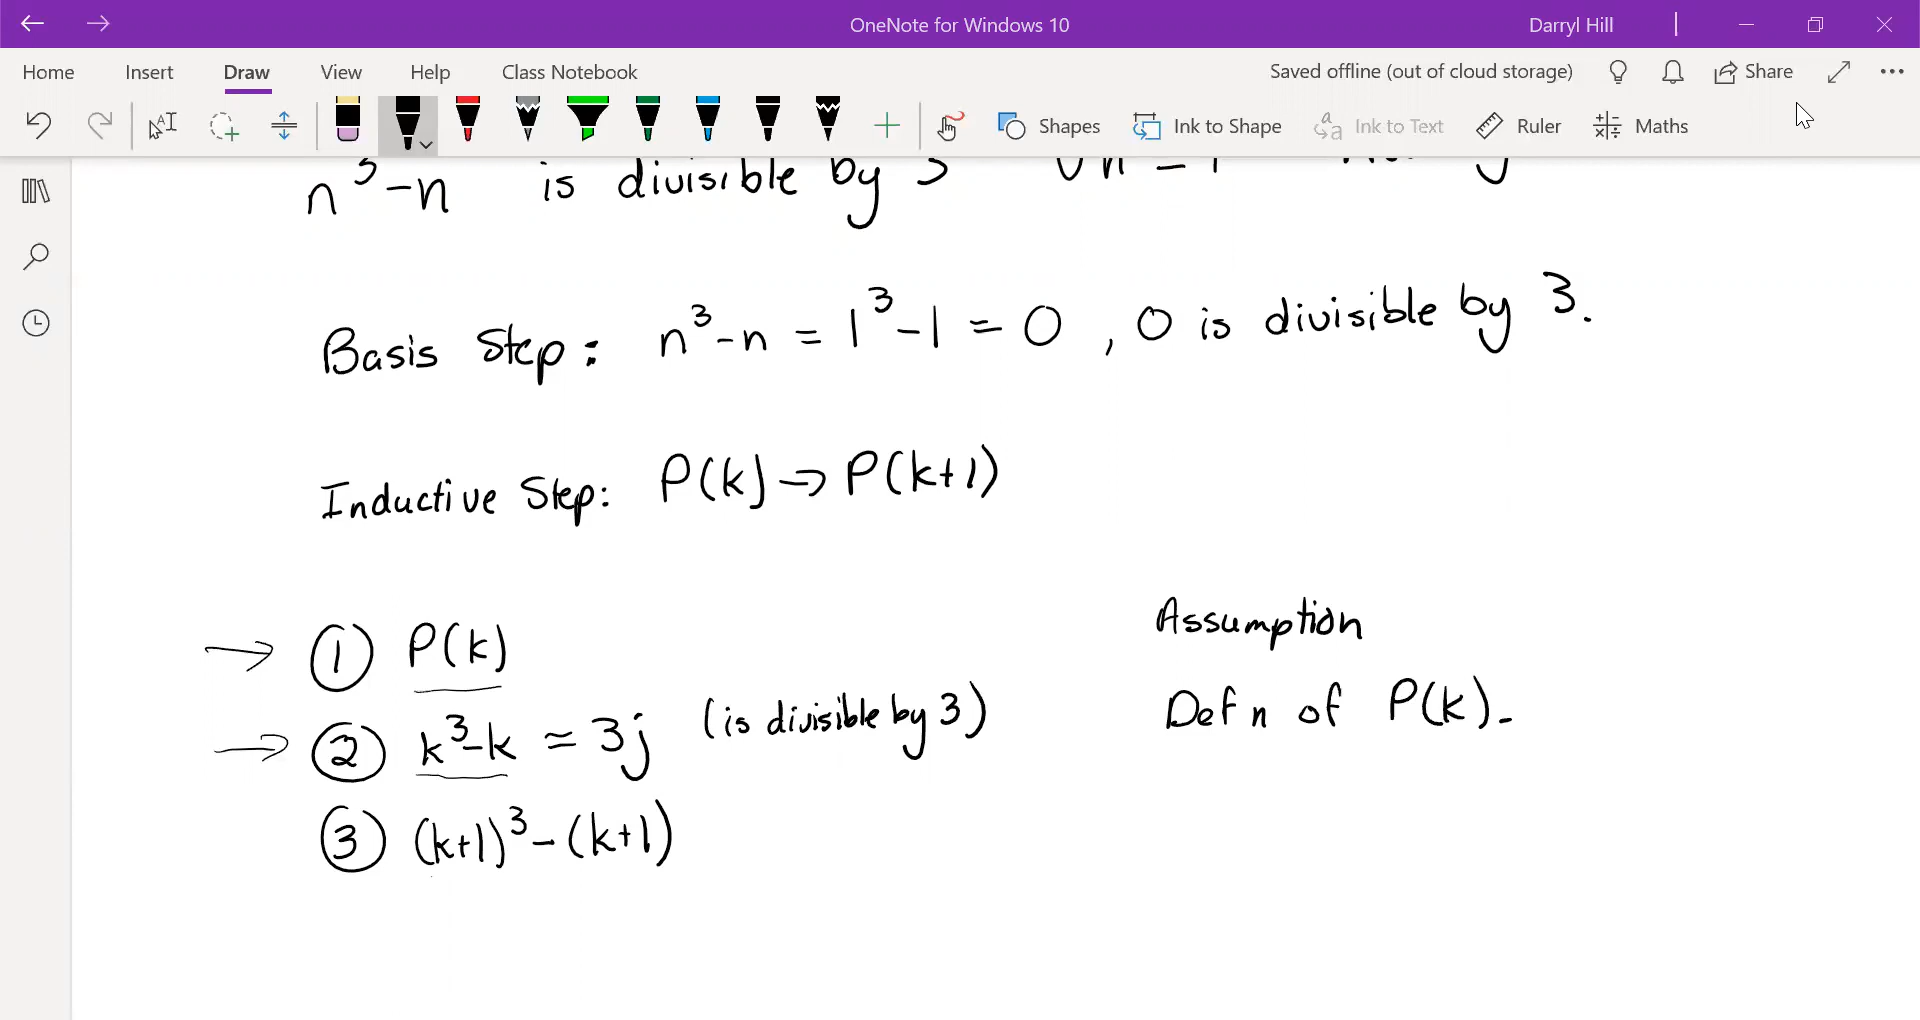 OneNote for Windows 10
Darryl Hill
Home Insert Draw View Help Class Notebook
Saved offline (out of cloud storage) Share
Shapes Ink to Shape Ink to Text Ruler Maths
n³-n is divisible by 3
Basis Step: n³-n = 1³-1 = 0 , 0 is divisible by 3.
Inductive Step: P(k) → P(k+1)
→ ① P(k) Assumption
→ ② k³-k = 3j (is divisible by 3) Defn of P(k).
③ (k+1)³-(k+1)